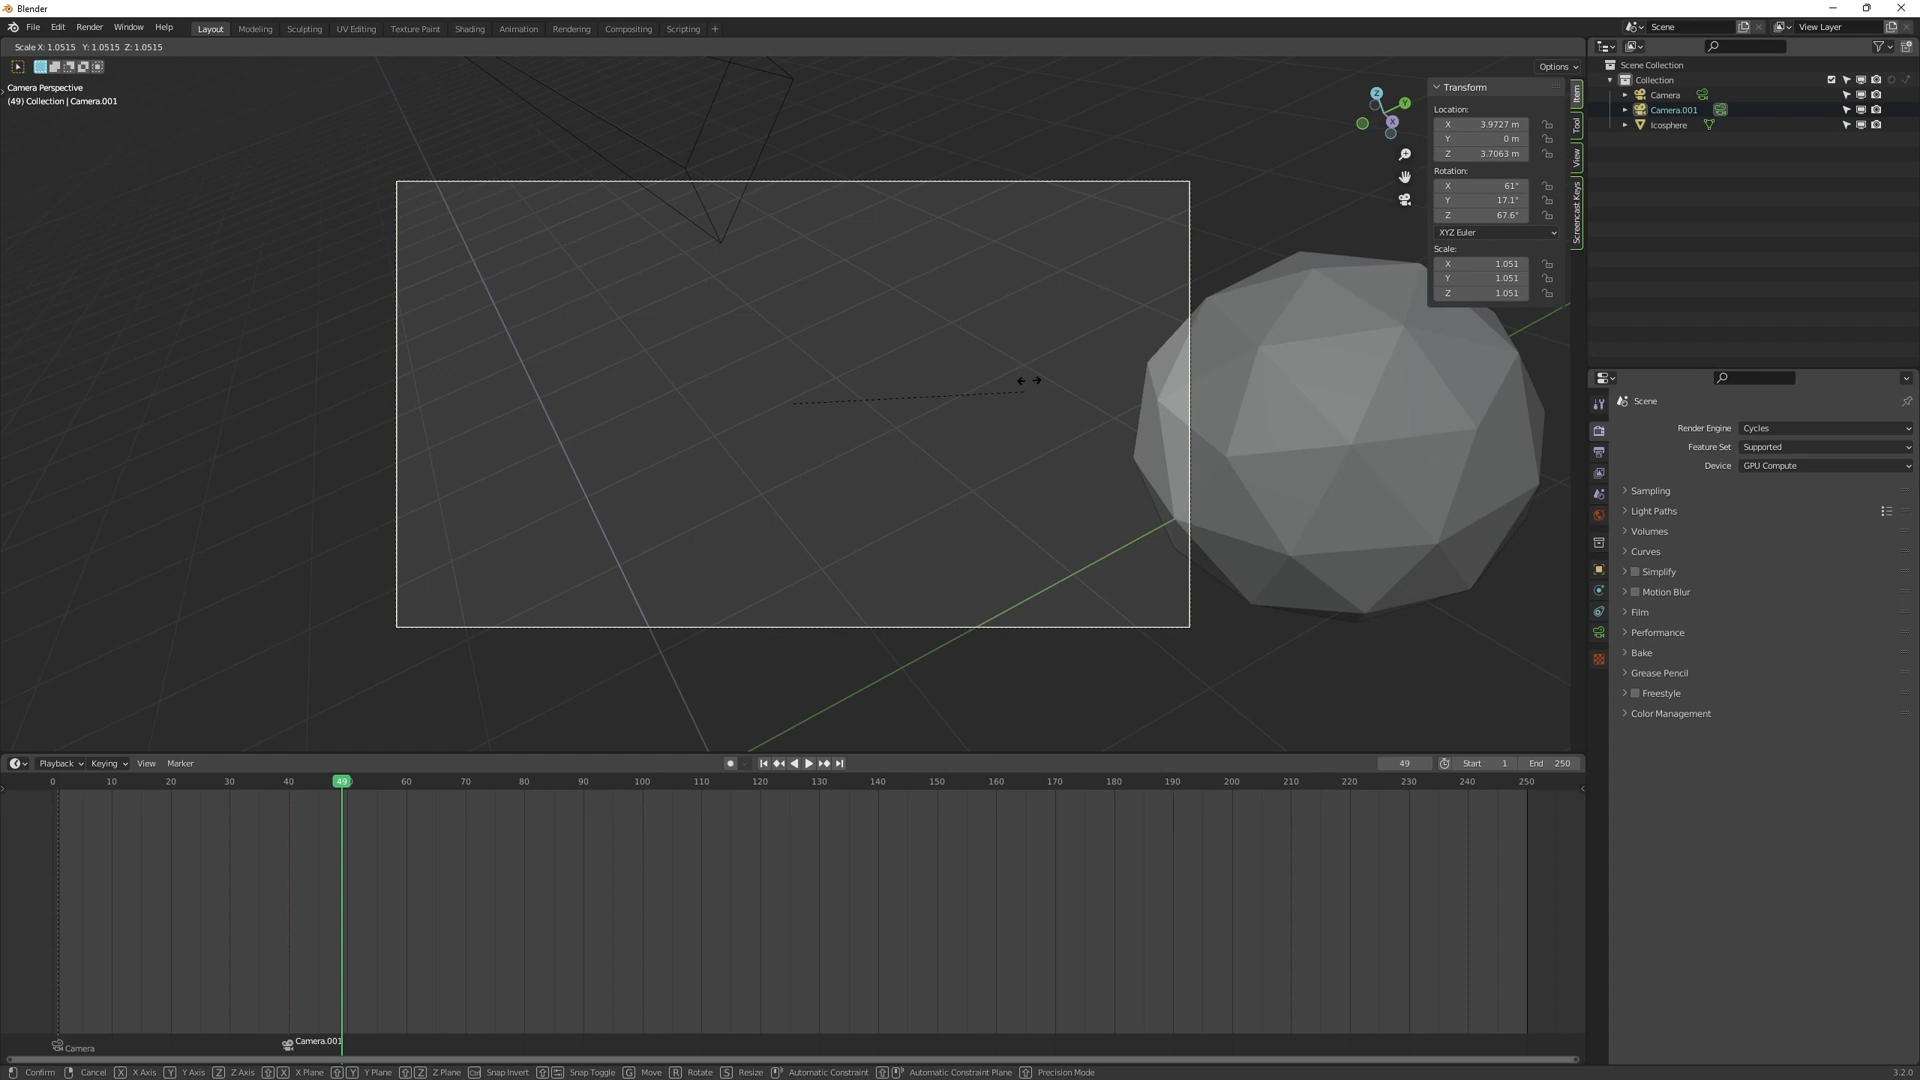 Blender
File Edit Render Window Help Layout Modeling Sculpting UV Editing Texture Paint Shading Animation Rendering Compositing Scripting + Scene View Layer
Scale X: 1.0515 Y: 1.0515 Z: 1.0515
Options
Camera Perspective
(49) Collection | Camera.001
Z
Y
X
Transform
Location:
X 3.9727 m
Y 0 m
Z 3.7063 m
Rotation:
X 61°
Y 17.1°
Z 67.6°
XYZ Euler
Scale:
X 1.051
Y 1.051
Z 1.051
Item
Tool
View
Screencast Keys
Scene Collection
Collection
Camera
Camera.001
Icosphere
Scene
Render Engine Cycles
Feature Set Supported
Device GPU Compute
Sampling
Light Paths
Volumes
Curves
Simplify
Motion Blur
Film
Performance
Bake
Grease Pencil
Freestyle
Color Management
Playback Keying View Marker 49 Start 1 End 250
0 10 20 30 40 49 60 70 80 90 100 110 120 130 140 150 160 170 180 190 200 210 220 230 240 250
Camera.001
Camera
Confirm Cancel X X Axis Y Y Axis Z Z Axis X X Plane Y Y Plane Z Z Plane Ctrl Snap Invert Snap Toggle G Move R Rotate S Resize Automatic Constraint Automatic Constraint Plane Precision Mode 3.2.0